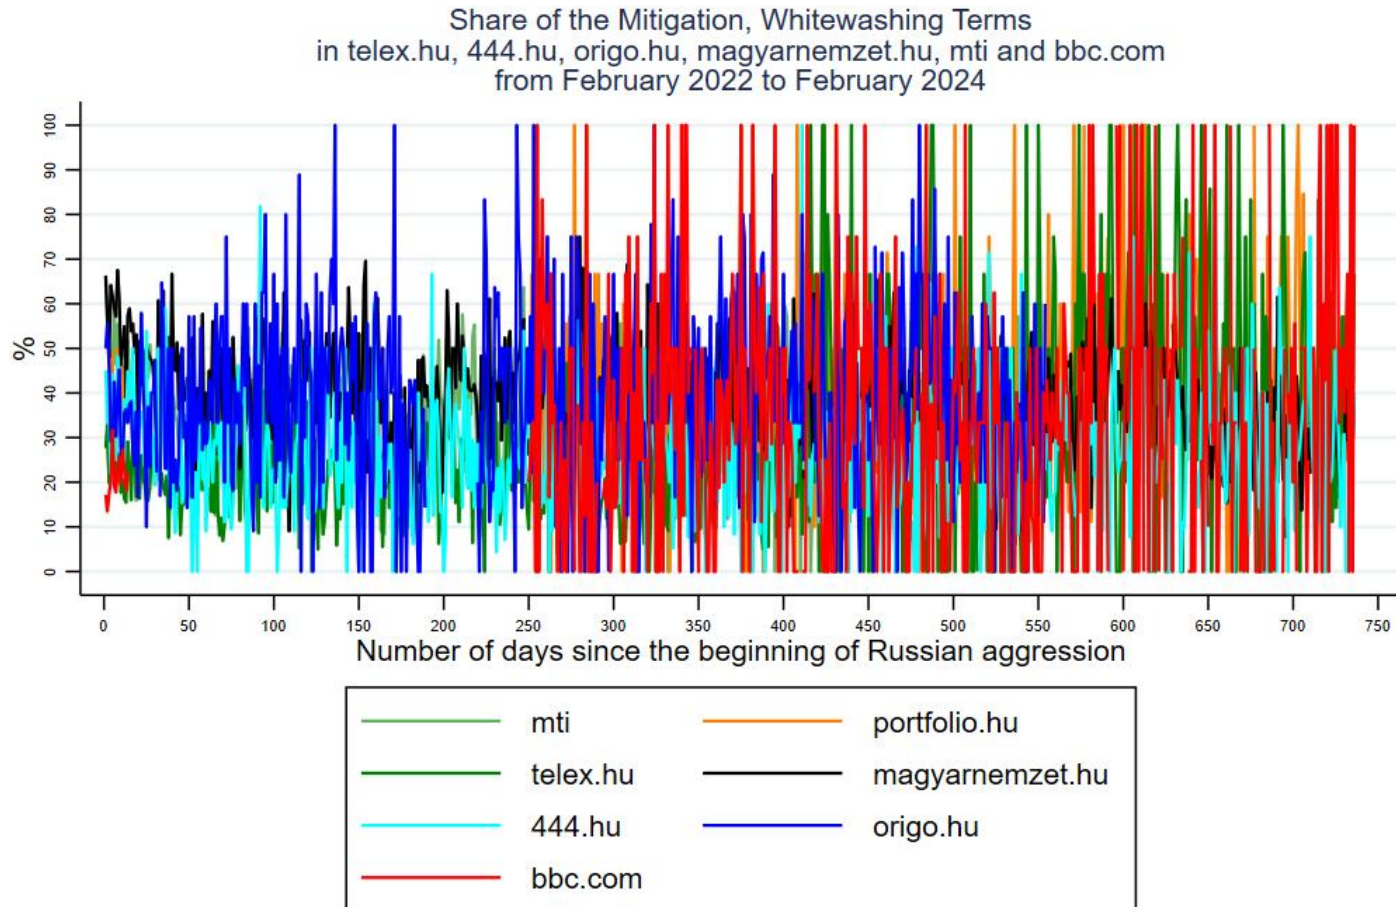 Share of the Mitigation, Whitewashing Terms
in telex.hu, 444.hu, origo.hu, magyarnemzet.hu, mti and bbc.com
from February 2022 to February 2024
100
90
80
70
60
50
40
30
20
10
0
%
0 50 100 150 200 250 300 350 400 450 500 550 600 650 700 750
Number of days since the beginning of Russian aggression
mti portfolio.hu
telex.hu magyarnemzet.hu
444.hu origo.hu
bbc.com